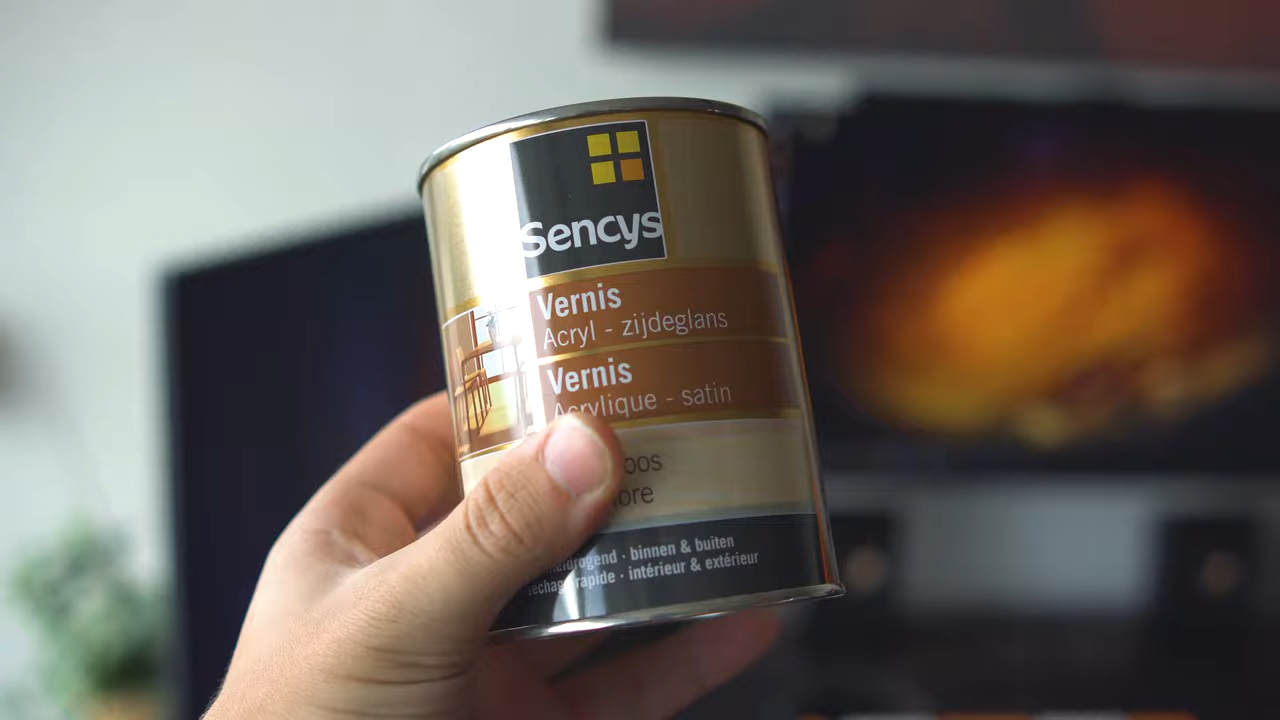 Sencys
Vernis
Acryl - zijdeglans
Vernis
Acrylique - satin
binnen & buiten
rapide · intérieur & extérieur